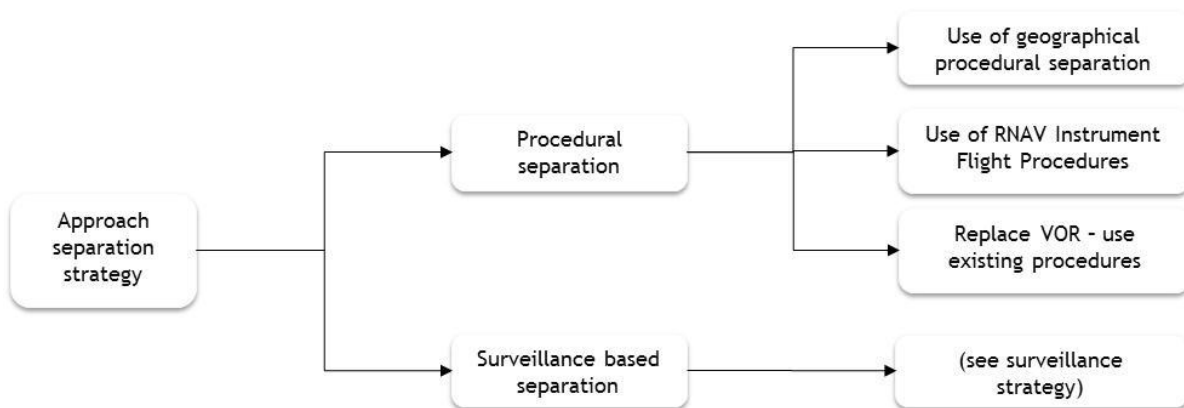 Approach
separation
strategy
Procedural
separation
Surveillance based
separation
Use of geographical
procedural separation
Use of RNAV Instrument
Flight Procedures
Replace VOR – use
existing procedures
(see surveillance
strategy)